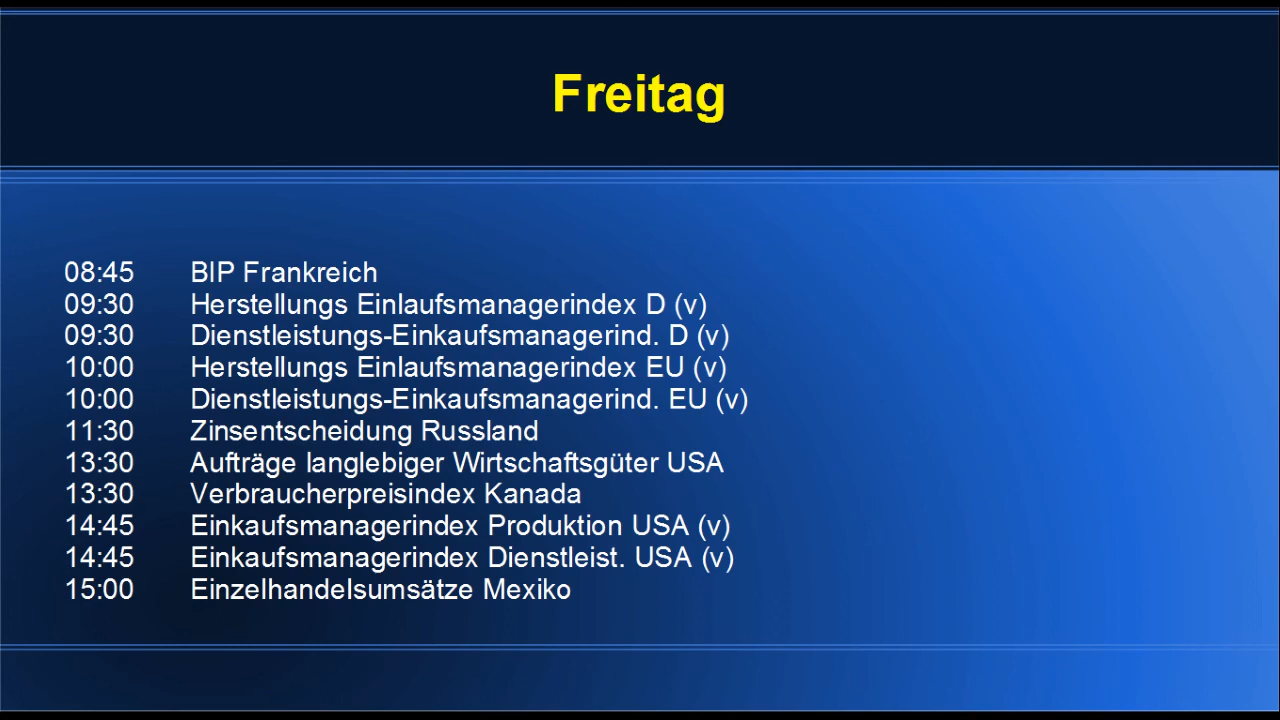 Freitag
08:45 BIP Frankreich
09:30 Herstellungs Einlaufsmanagerindex D (v)
09:30 Dienstleistungs-Einkaufsmanagerind. D (v)
10:00 Herstellungs Einlaufsmanagerindex EU (v)
10:00 Dienstleistungs-Einkaufsmanagerind. EU (v)
11:30 Zinsentscheidung Russland
13:30 Aufträge langlebiger Wirtschaftsgüter USA
13:30 Verbraucherpreisindex Kanada
14:45 Einkaufsmanagerindex Produktion USA (v)
14:45 Einkaufsmanagerindex Dienstleist. USA (v)
15:00 Einzelhandelsumsätze Mexiko